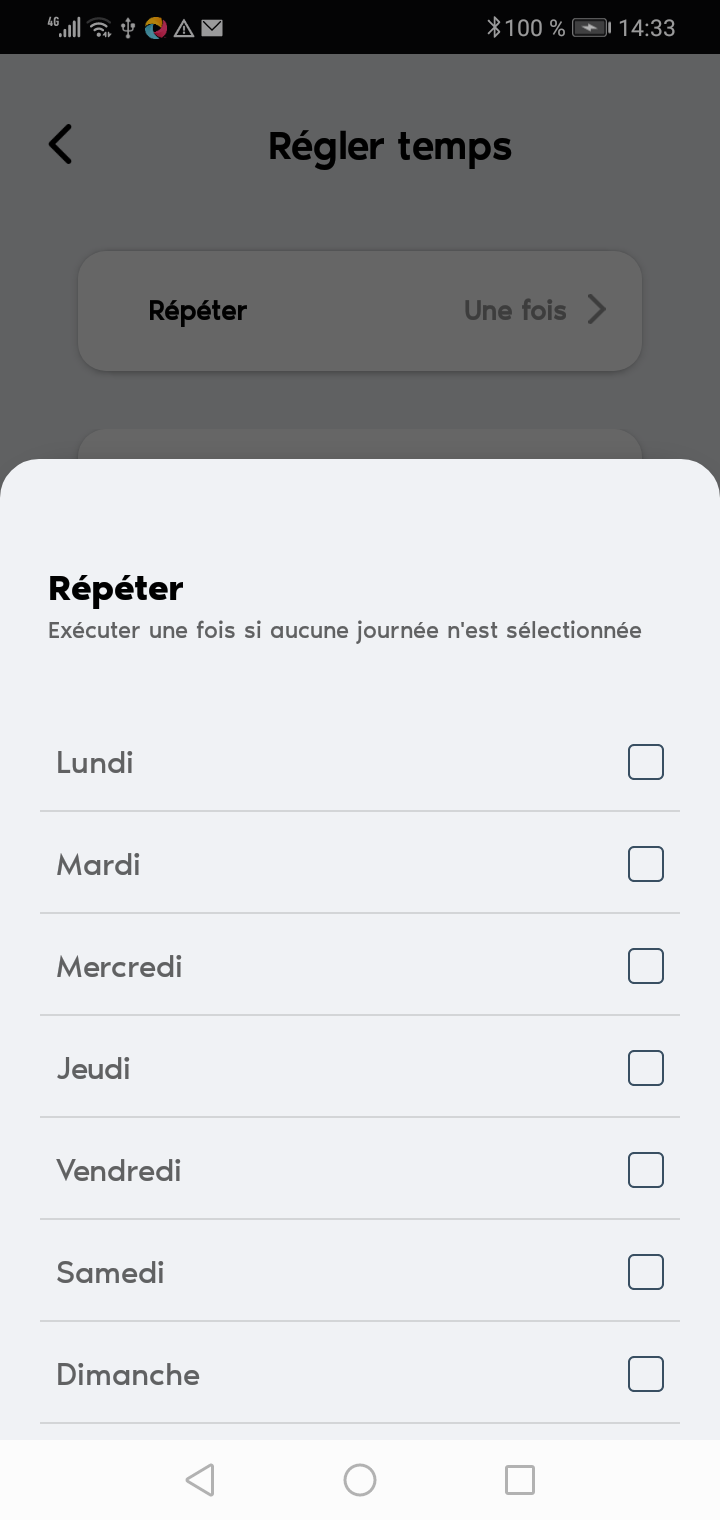 4G 100 % 14:33
Régler temps
Répéter Une fois
Répéter
Exécuter une fois si aucune journée n'est sélectionnée
Lundi
Mardi
Mercredi
Jeudi
Vendredi
Samedi
Dimanche